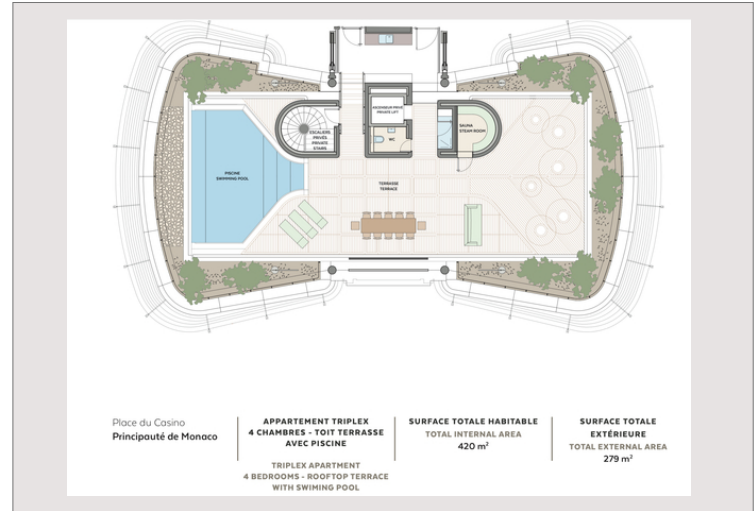 ASCENSEUR PRIVÉ
PRIVATE LIFT
ESCALIERS
PRIVÉS
PRIVATE
STAIRS
WC
SAUNA
STEAM ROOM
PISCINE
SWIMMING POOL
TERRASSE
TERRACE
Place du Casino
Principauté de Monaco
APPARTEMENT TRIPLEX
4 CHAMBRES - TOIT TERRASSE
AVEC PISCINE
TRIPLEX APARTMENT
4 BEDROOMS - ROOFTOP TERRACE
WITH SWIMING POOL
SURFACE TOTALE HABITABLE
TOTAL INTERNAL AREA
420 m²
SURFACE TOTALE
EXTÉRIEURE
TOTAL EXTERNAL AREA
279 m²